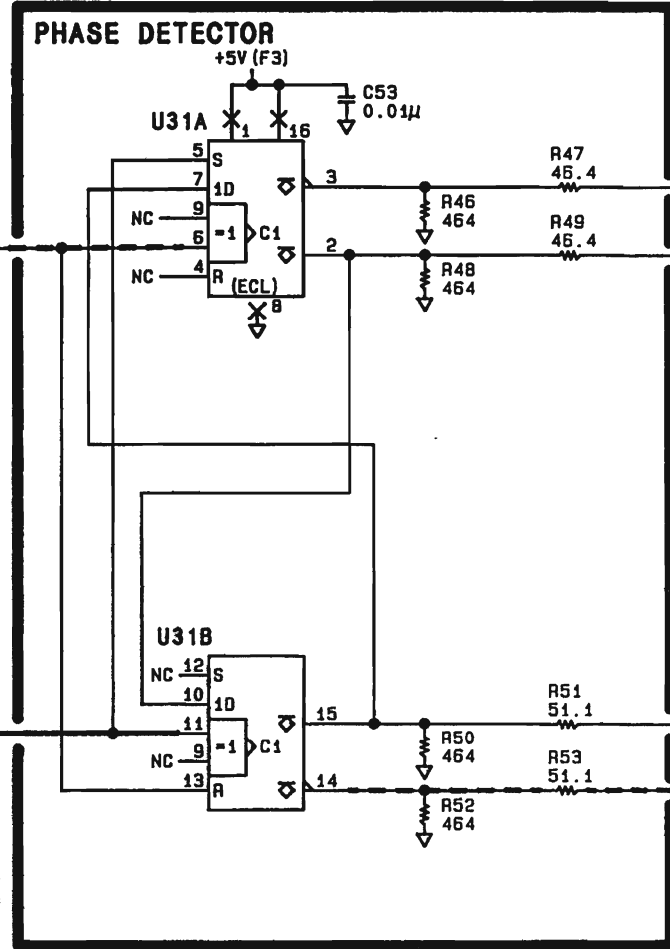 PHASE DETECTOR
+5V (F3)
C53
0.01µ
U31A
1
16
5 S
7 1D
NC 9
=1 C1
6
NC 4 R
(ECL)
8
3
2
R46
464
R47
46.4
R48
464
R49
46.4
U31B
NC 12 S
10 1D
11
=1 C1
NC 9
13 R
15
14
R50
464
R51
51.1
R52
464
R53
51.1